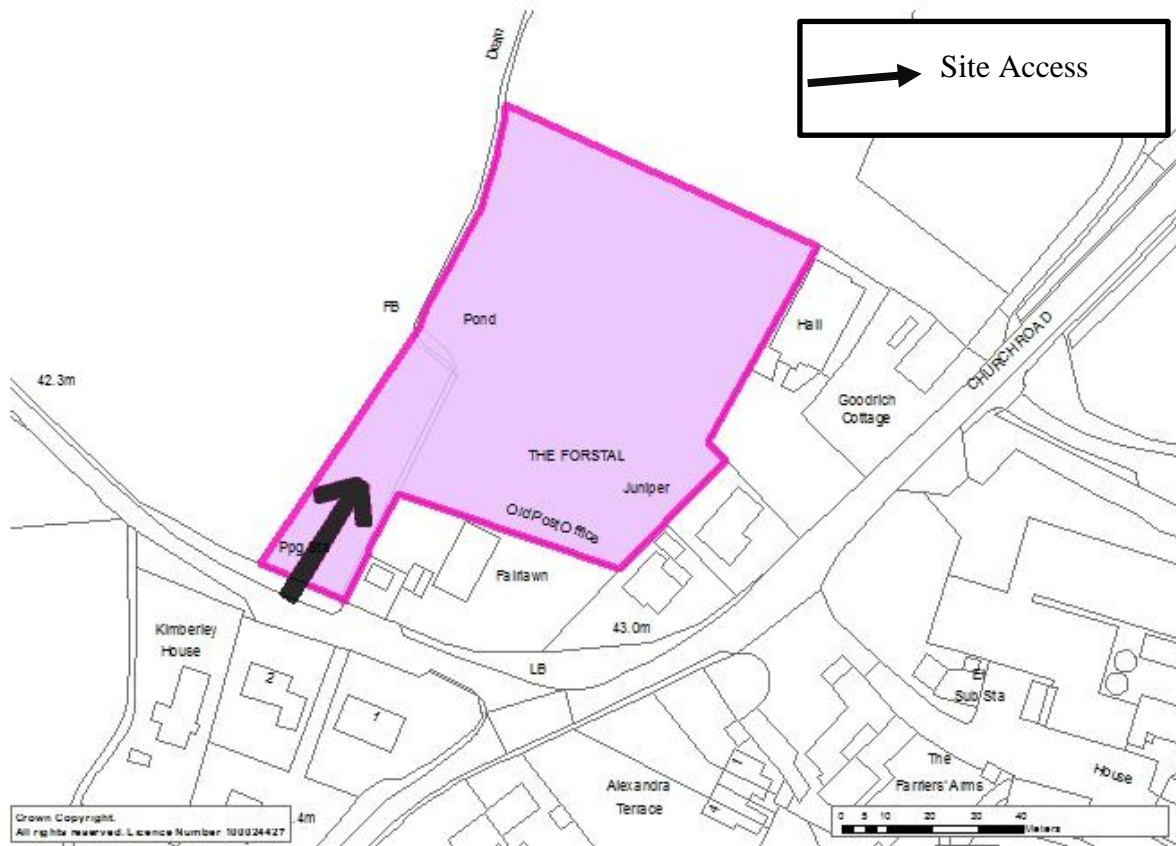 Drain
Site Access
FB
Pond
Hall
CHURCH ROAD
42.3m
Goodrich
Cottage
THE FORSTAL
Juniper
Old Post Office
Ppg Sta
Fairlawn
Kimberley
House
43.0m
2
LB
1
El
Sub Sta
The
Farriers' Arms
House
Alexandra
Terrace
1
4
.4m
Crown Copyright.
All rights reserved. Licence Number 100024427
0 5 10 20 30 40
Meters